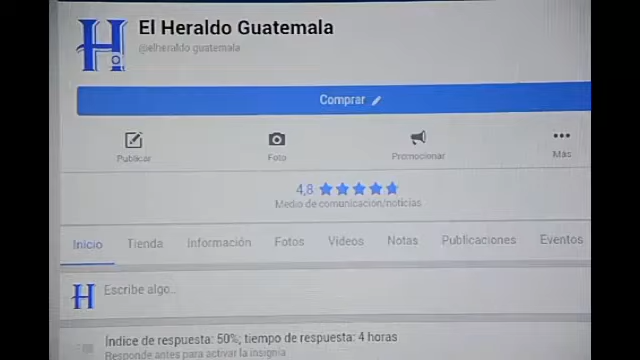 El Heraldo Guatemala
@elheraldo guatemala
Comprar
Publicar
Foto
Promocionar
Más
4,8
Medio de comunicación/noticias
Inicio Tienda Información Fotos Videos Notas Publicaciones Eventos
Escribe algo...
Índice de respuesta: 50%; tiempo de respuesta: 4 horas
Responde antes para activar la insignia